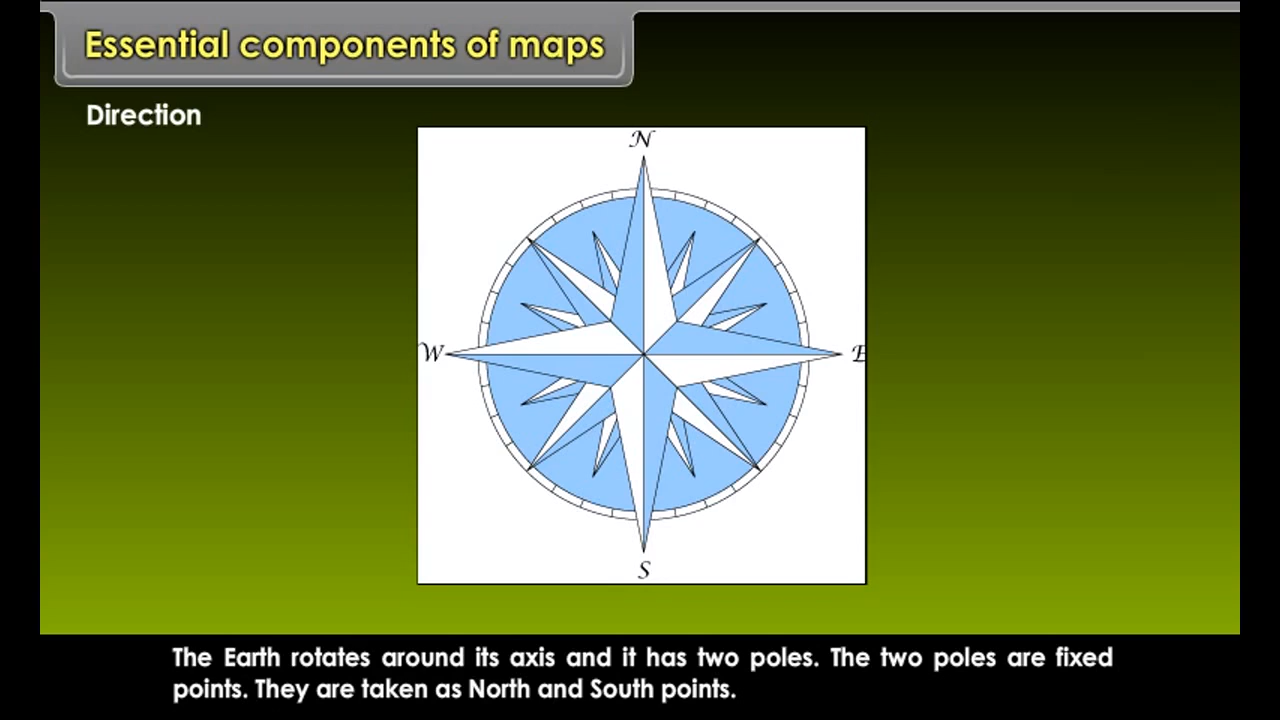 Essential components of maps
Direction
N
W
E
S
The Earth rotates around its axis and it has two poles. The two poles are fixed
points. They are taken as North and South points.